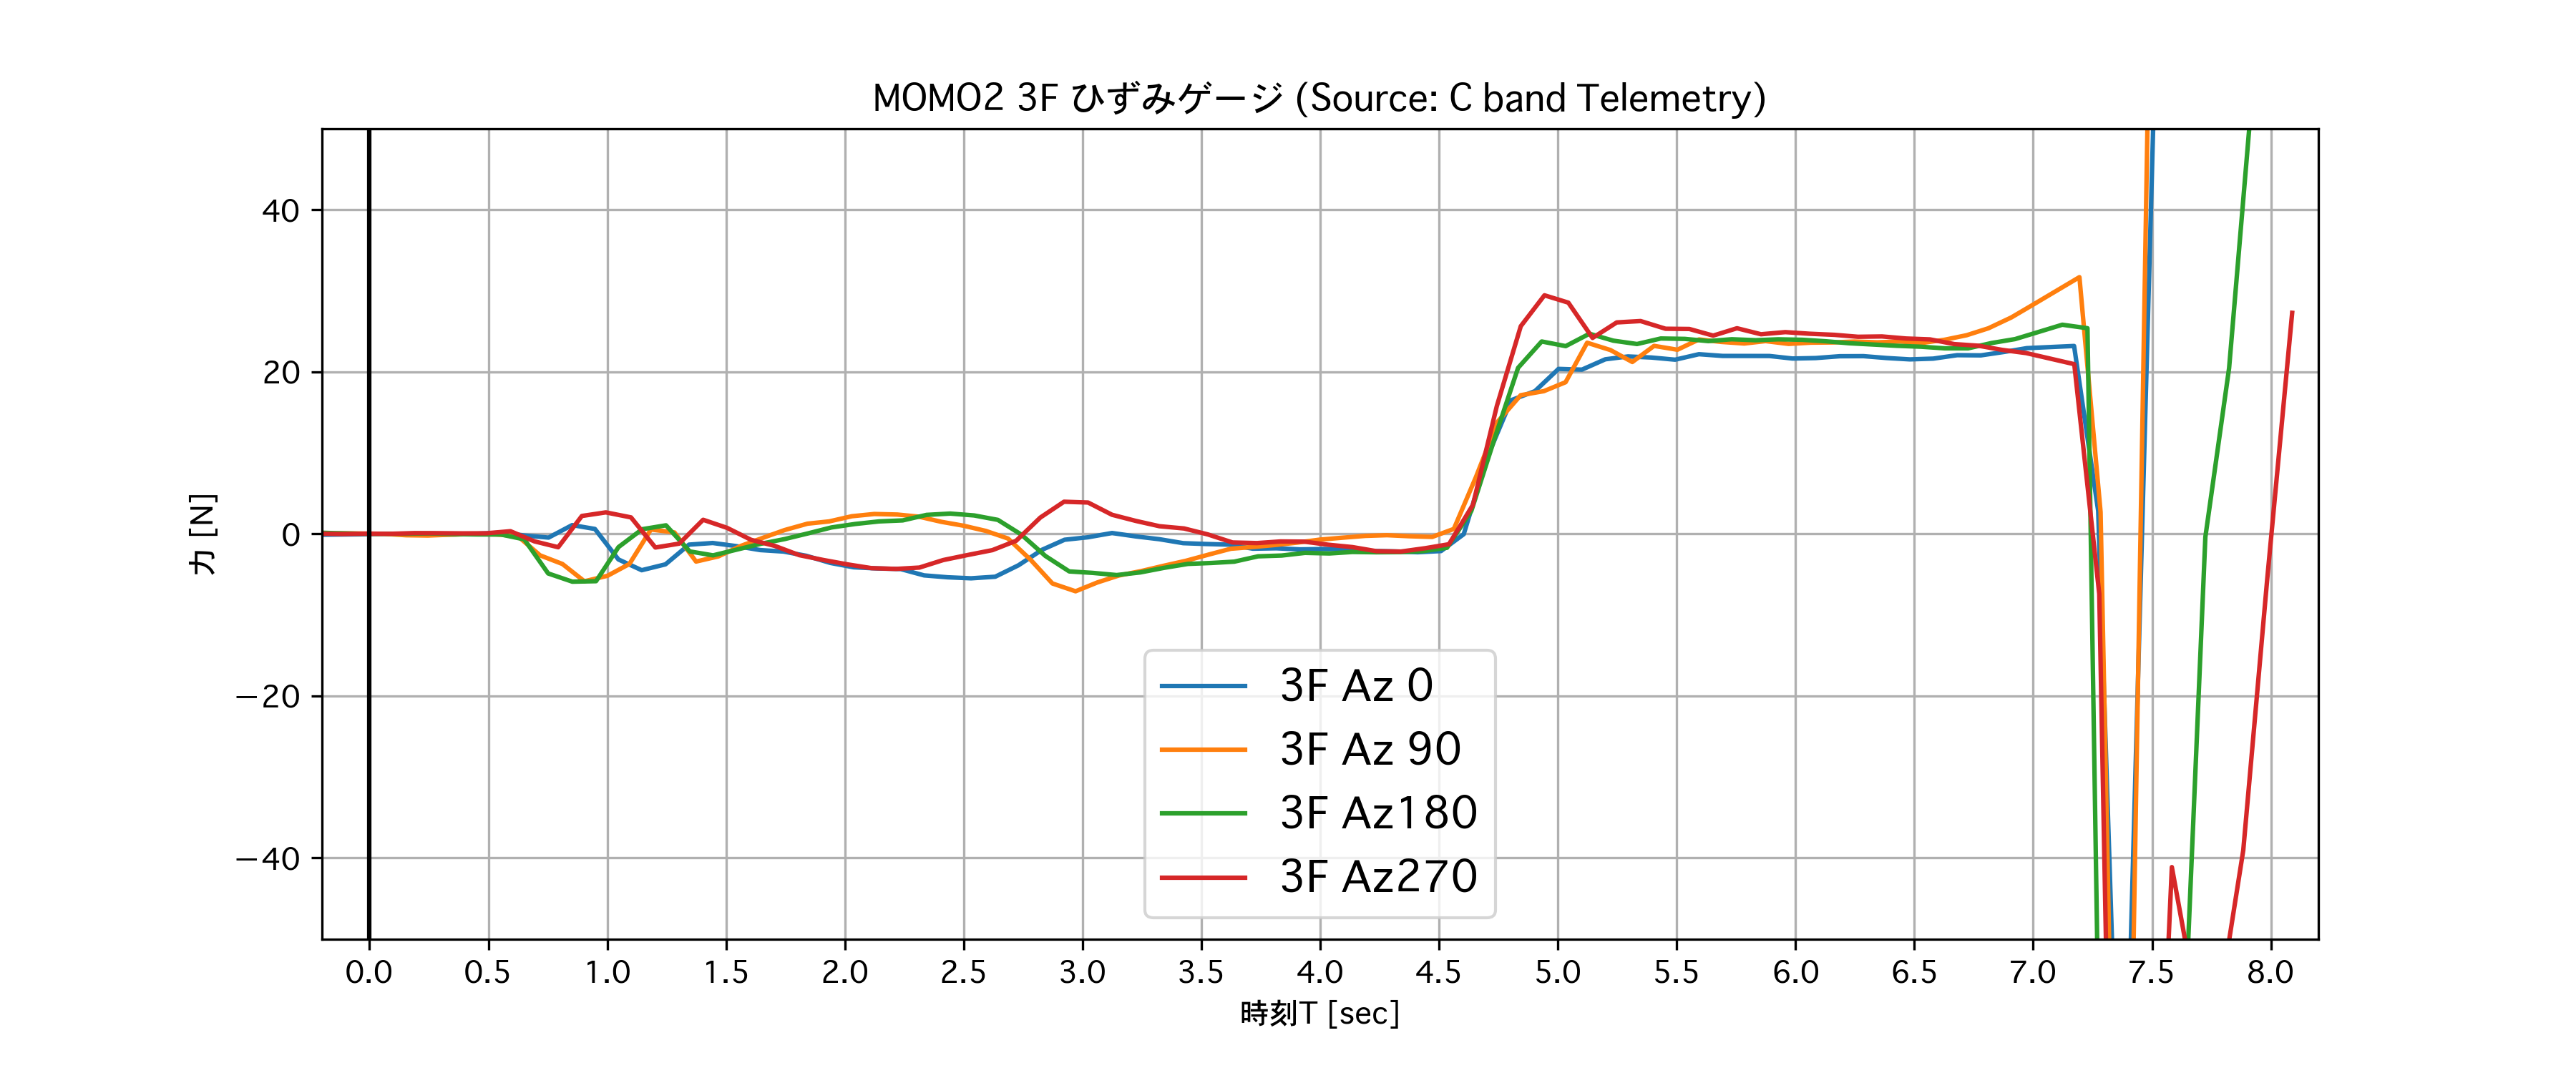 MOMO2 3F ひずみゲージ (Source: C band Telemetry)
力 [N]
40
20
0
−20
−40
3F Az 0
3F Az 90
3F Az180
3F Az270
0.0 0.5 1.0 1.5 2.0 2.5 3.0 3.5 4.0 4.5 5.0 5.5 6.0 6.5 7.0 7.5 8.0
時刻T [sec]